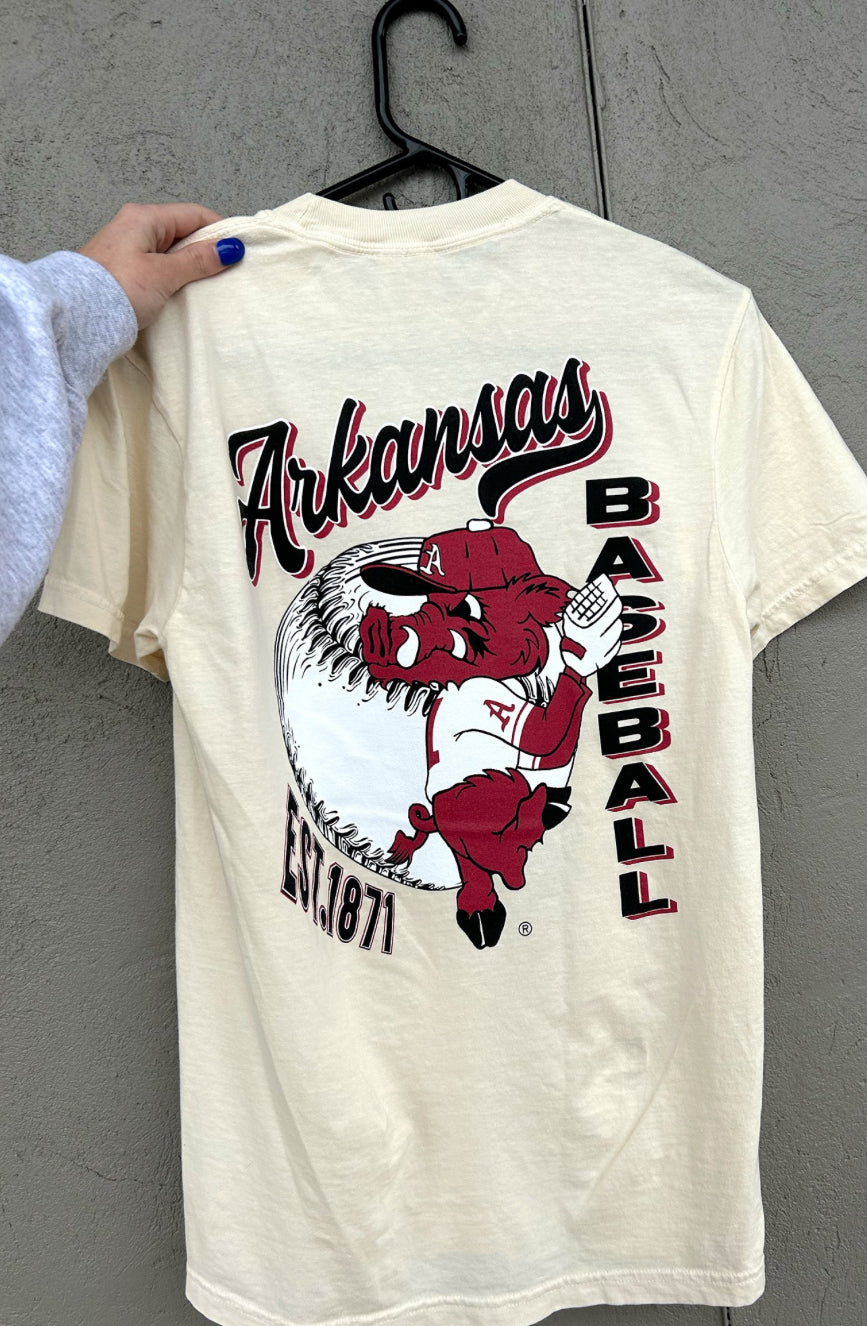 Arkansas
BASEBALL
A
A
EST. 1871
®